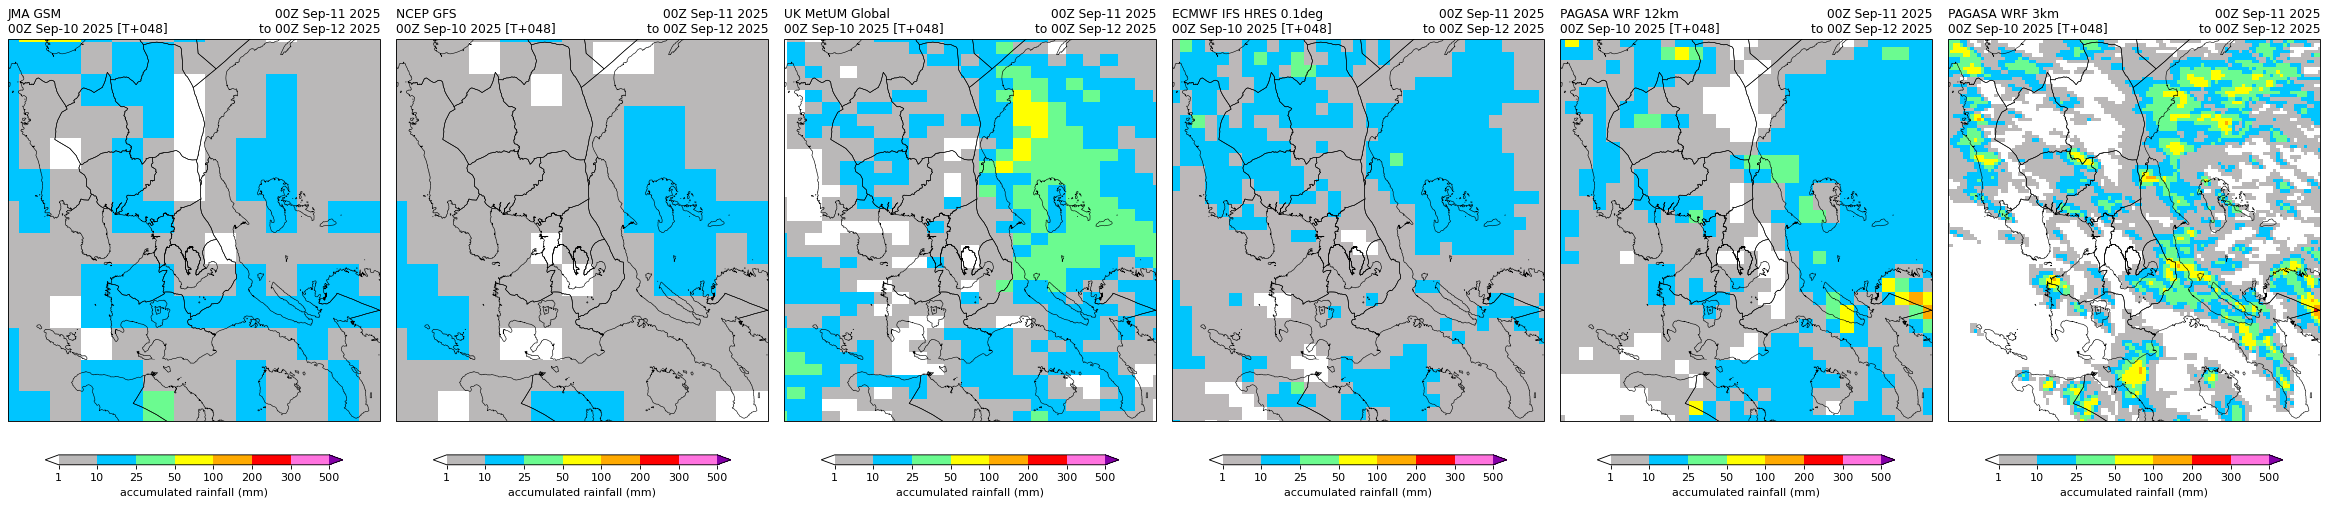 JMA GSM 00Z Sep-11 2025
00Z Sep-10 2025 [T+048] to 00Z Sep-12 2025
1 10 25 50 100 200 300 500
accumulated rainfall (mm)
NCEP GFS 00Z Sep-11 2025
00Z Sep-10 2025 [T+048] to 00Z Sep-12 2025
1 10 25 50 100 200 300 500
accumulated rainfall (mm)
UK MetUM Global 00Z Sep-11 2025
00Z Sep-10 2025 [T+048] to 00Z Sep-12 2025
1 10 25 50 100 200 300 500
accumulated rainfall (mm)
ECMWF IFS HRES 0.1deg 00Z Sep-11 2025
00Z Sep-10 2025 [T+048] to 00Z Sep-12 2025
1 10 25 50 100 200 300 500
accumulated rainfall (mm)
PAGASA WRF 12km 00Z Sep-11 2025
00Z Sep-10 2025 [T+048] to 00Z Sep-12 2025
1 10 25 50 100 200 300 500
accumulated rainfall (mm)
PAGASA WRF 3km 00Z Sep-11 2025
00Z Sep-10 2025 [T+048] to 00Z Sep-12 2025
1 10 25 50 100 200 300 500
accumulated rainfall (mm)